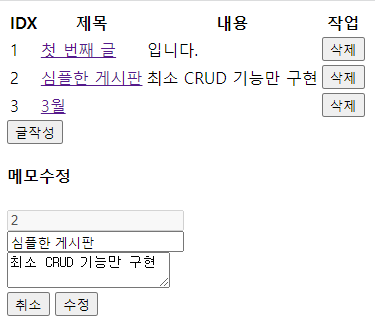 IDX 제목 내용 작업
1 첫 번째 글 입니다. 삭제
2 심플한 게시판 최소 CRUD 기능만 구현 삭제
3 3월 삭제
글작성
메모수정
2
심플한 게시판
최소 CRUD 기능만 구현
취소 수정